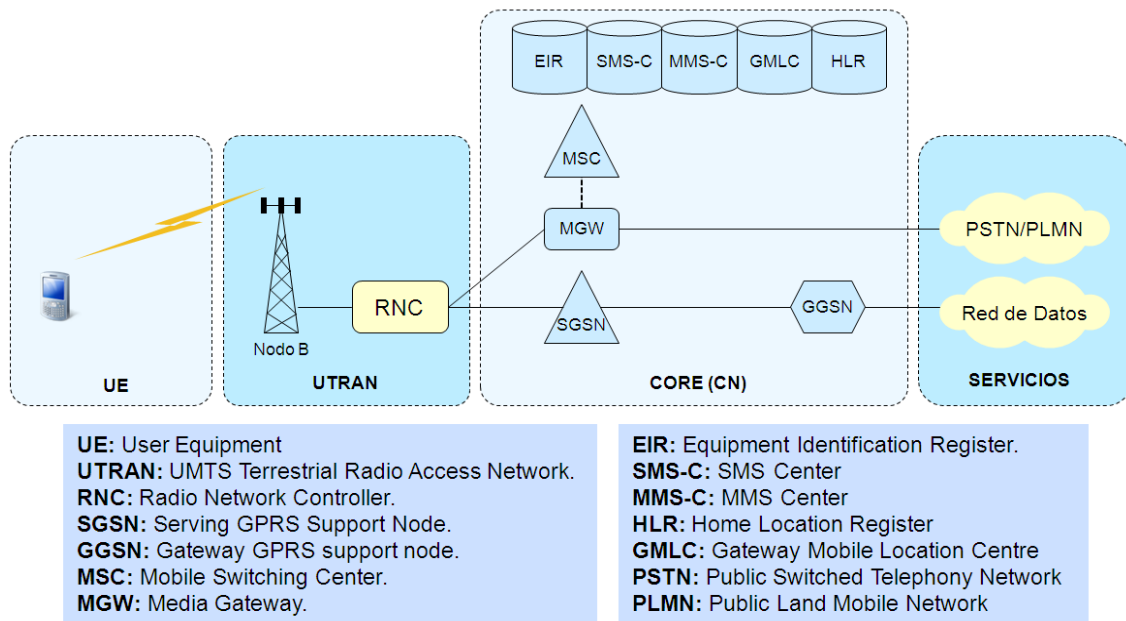 EIR
SMS-C
MMS-C
GMLC
HLR
MSC
MGW
PSTN/PLMN
RNC
SGSN
GGSN
Red de Datos
Nodo B
UE
UTRAN
CORE (CN)
SERVICIOS
UE: User Equipment
UTRAN: UMTS Terrestrial Radio Access Network.
RNC: Radio Network Controller.
SGSN: Serving GPRS Support Node.
GGSN: Gateway GPRS support node.
MSC: Mobile Switching Center.
MGW: Media Gateway.
EIR: Equipment Identification Register.
SMS-C: SMS Center
MMS-C: MMS Center
HLR: Home Location Register
GMLC: Gateway Mobile Location Centre
PSTN: Public Switched Telephony Network
PLMN: Public Land Mobile Network